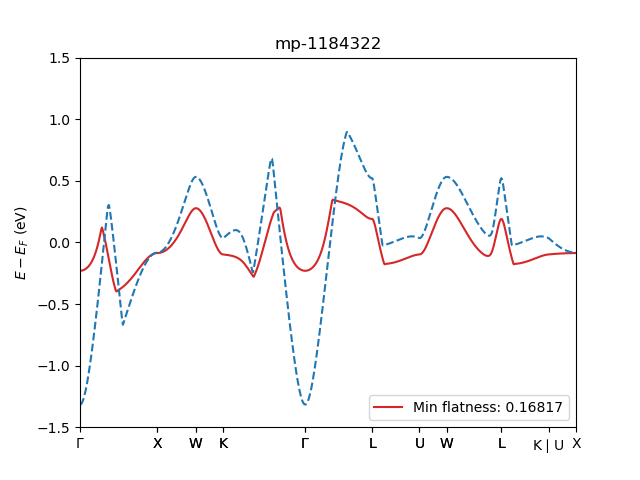 mp-1184322
1.5
1.0
0.5
0.0
−0.5
−1.0
−1.5
E − E_F (eV)
Min flatness: 0.16817
Γ X W K Γ L U W L K | U X